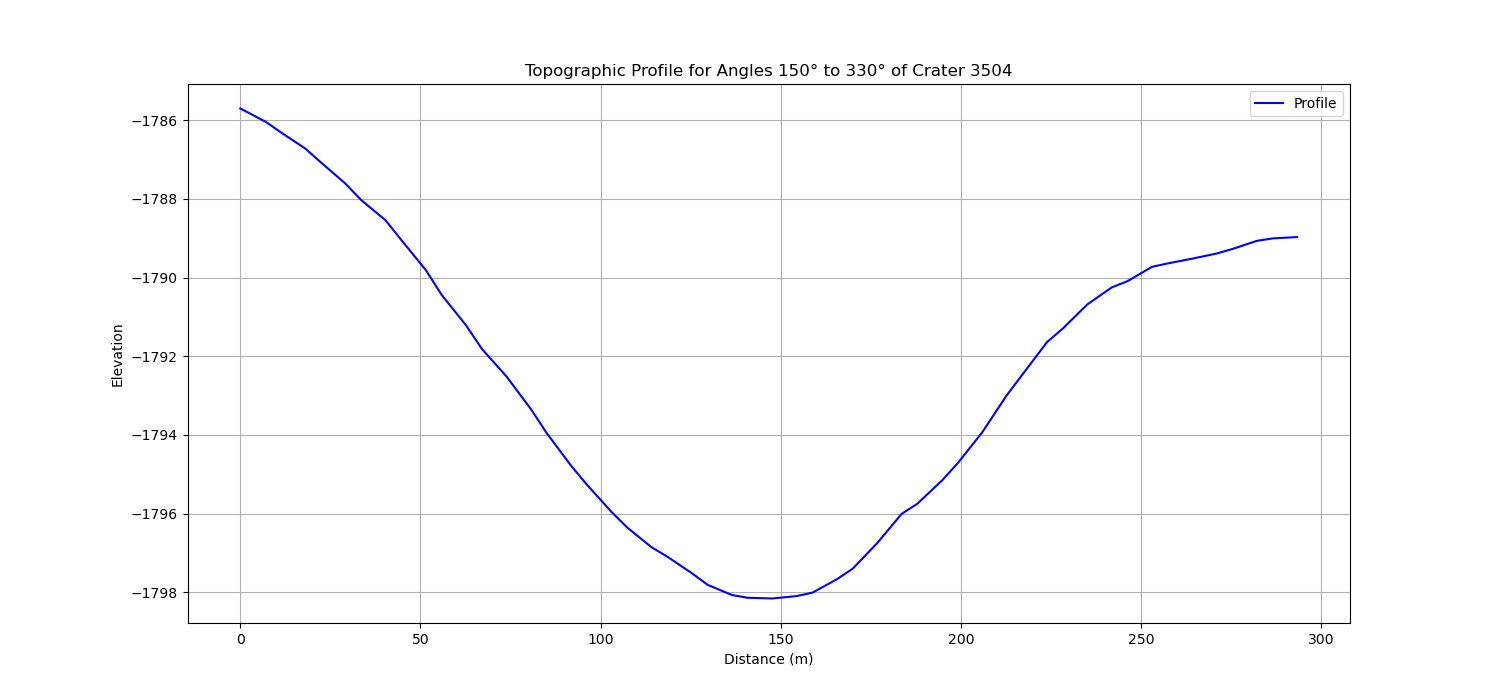 Topographic Profile for Angles 150° to 330° of Crater 3504
Profile
−1786
−1788
−1790
−1792
−1794
−1796
−1798
Elevation
0 50 100 150 200 250 300
Distance (m)